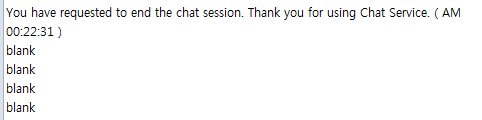 You have requested to end the chat session. Thank you for using Chat Service. ( AM
00:22:31 )
blank
blank
blank
blank